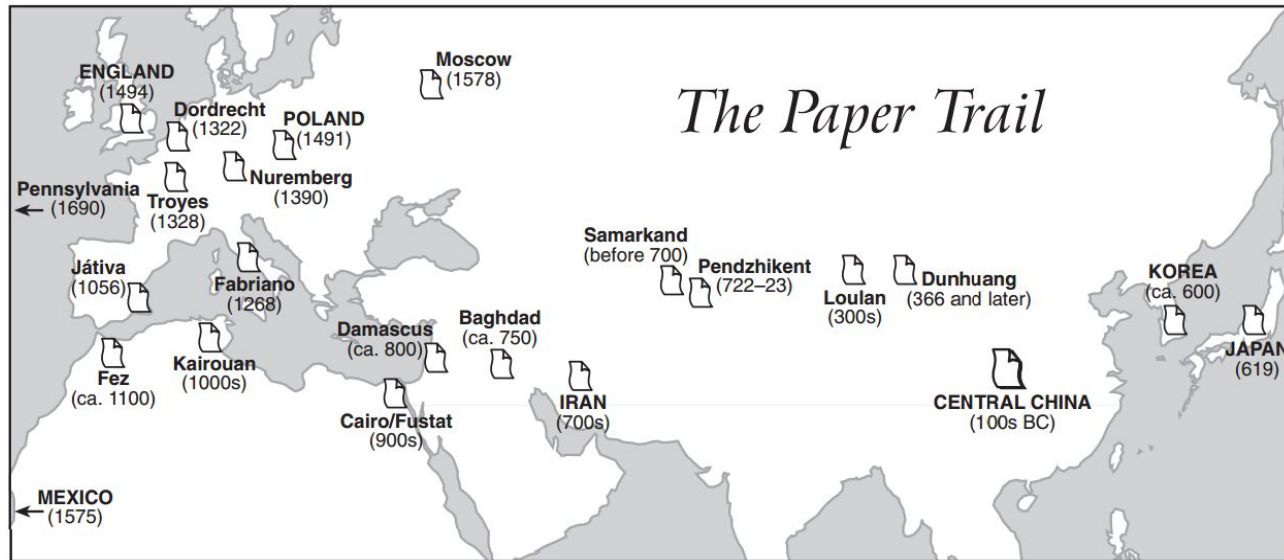 The Paper Trail
ENGLAND
(1494)
Dordrecht
(1322)
POLAND
(1491)
Moscow
(1578)
Pennsylvania
(1690)
Troyes
(1328)
Nuremberg
(1390)
Játiva
(1056)
Fabriano
(1268)
Fez
(ca. 1100)
Kairouan
(1000s)
Damascus
(ca. 800)
Baghdad
(ca. 750)
Cairo/Fustat
(900s)
IRAN
(700s)
Samarkand
(before 700)
Pendzhikent
(722–23)
Loulan
(300s)
Dunhuang
(366 and later)
KOREA
(ca. 600)
JAPAN
(619)
CENTRAL CHINA
(100s BC)
MEXICO
(1575)